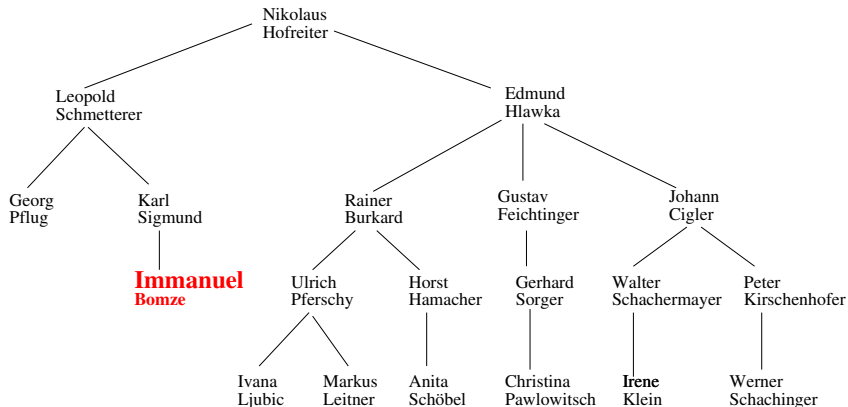 Nikolaus
Hofreiter
Leopold
Schmetterer
Edmund
Hlawka
Georg
Pflug
Karl
Sigmund
Rainer
Burkard
Gustav
Feichtinger
Johann
Cigler
Immanuel
Bomze
Ulrich
Pferschy
Horst
Hamacher
Gerhard
Sorger
Walter
Schachermayer
Peter
Kirschenhofer
Ivana
Ljubic
Markus
Leitner
Anita
Schöbel
Christina
Pawlowitsch
Irene
Klein
Werner
Schachinger